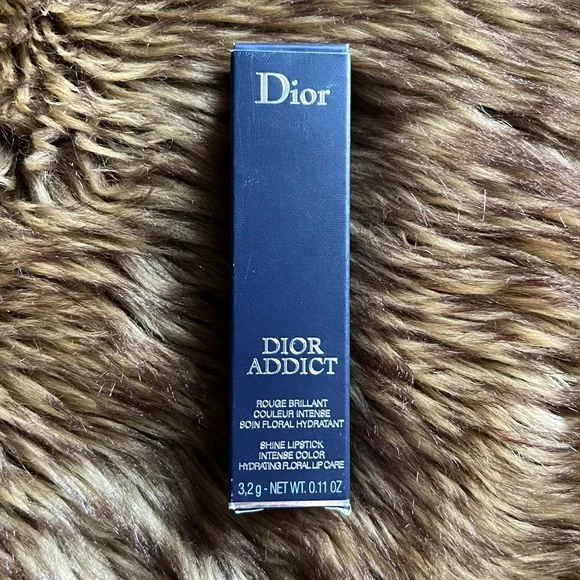 Dior
DIOR
ADDICT
ROUGE BRILLANT
COULEUR INTENSE
SOIN FLORAL HYDRATANT
SHINE LIPSTICK
INTENSE COLOR
HYDRATING FLORAL LIP CARE
3,2 g - NET WT. 0.11 OZ